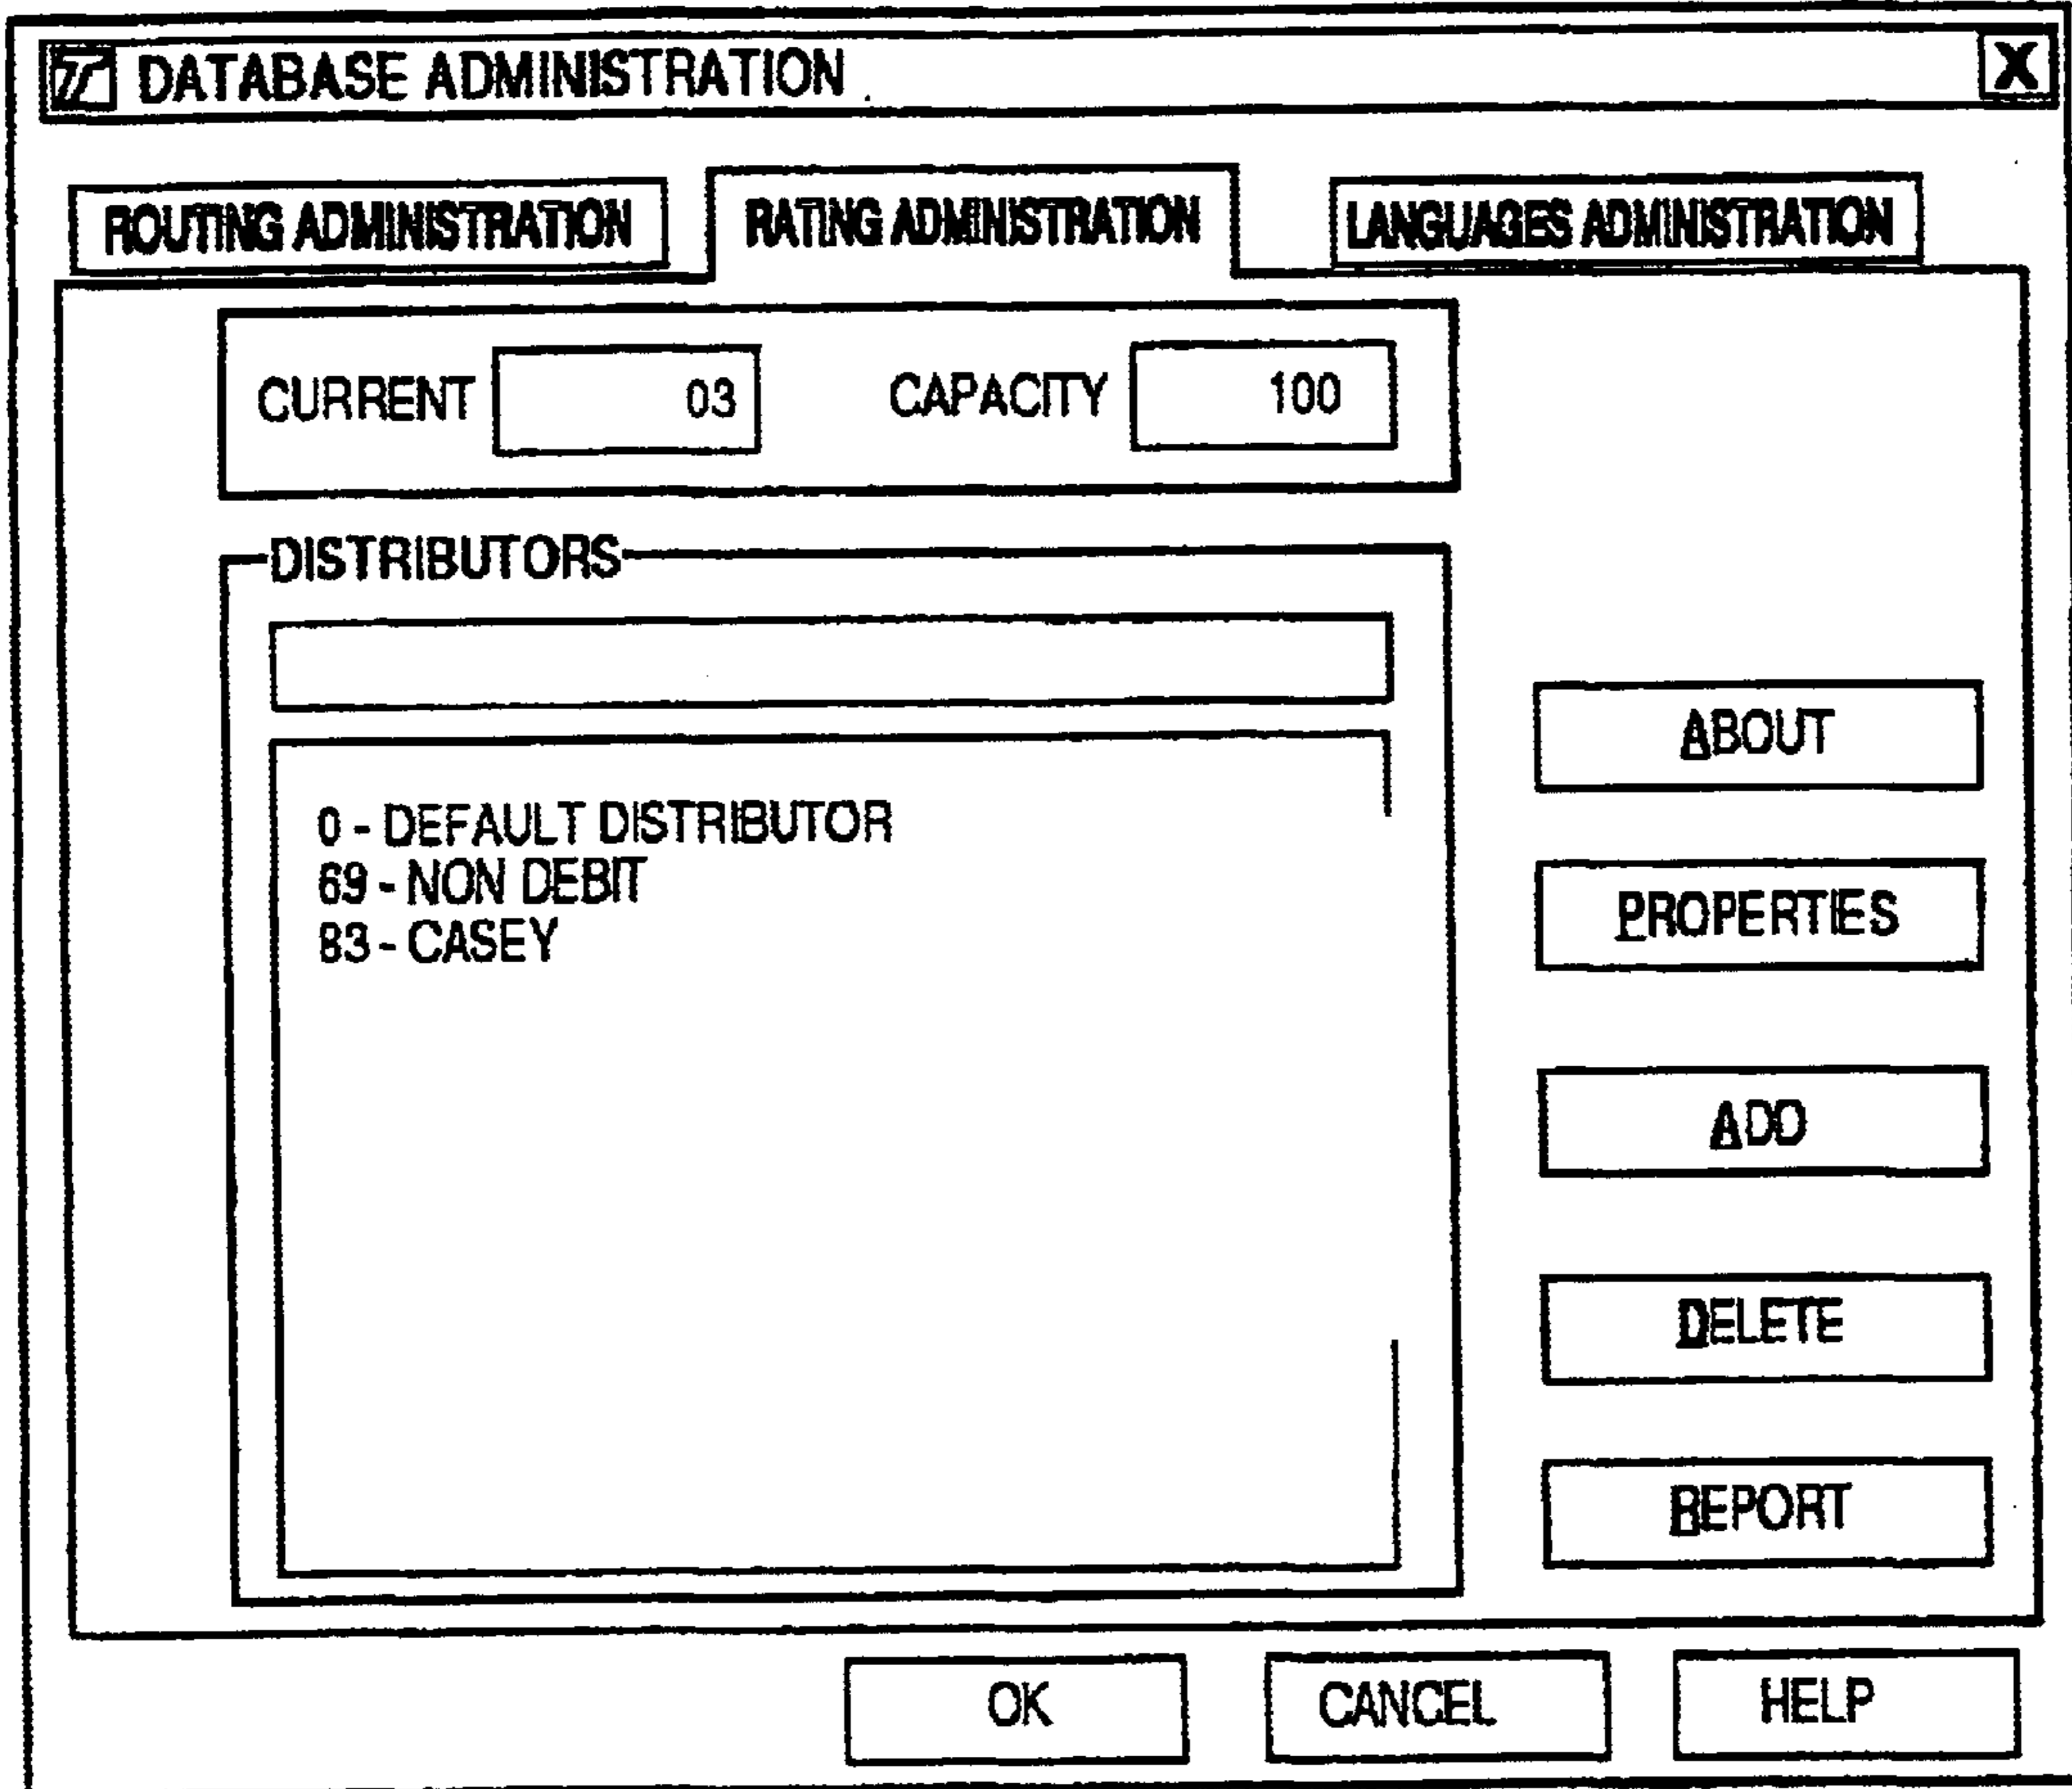 DATABASE ADMINISTRATION X
ROUTING ADMINISTRATION RATING ADMINISTRATION LANGUAGES ADMINISTRATION
CURRENT 03 CAPACITY 100
DISTRIBUTORS
0 - DEFAULT DISTRIBUTOR
69 - NON DEBIT
83 - CASEY
ABOUT
PROPERTIES
ADD
DELETE
REPORT
OK CANCEL HELP